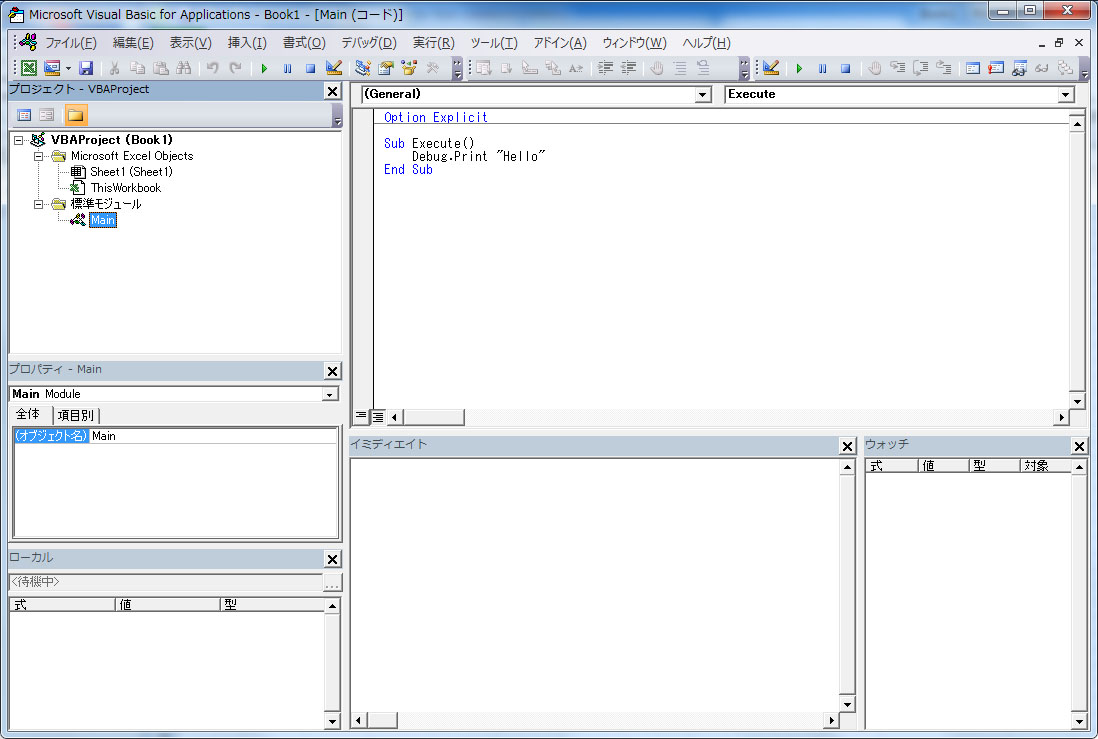 Microsoft Visual Basic for Applications - Book1 - [Main (コード)]
ファイル(F) 編集(E) 表示(V) 挿入(I) 書式(O) デバッグ(D) 実行(R) ツール(T) アドイン(A) ウィンドウ(W) ヘルプ(H)
プロジェクト - VBAProject
VBAProject (Book1)
Microsoft Excel Objects
Sheet1 (Sheet1)
ThisWorkbook
標準モジュール
Main
(General) Execute
Option Explicit
Sub Execute()
Debug.Print "Hello"
End Sub
プロパティ - Main
Main Module
全体 項目別
(オブジェクト名) Main
ローカル
<待機中> ...
式 値 型
イミディエイト
ウォッチ
式 値 型 対象